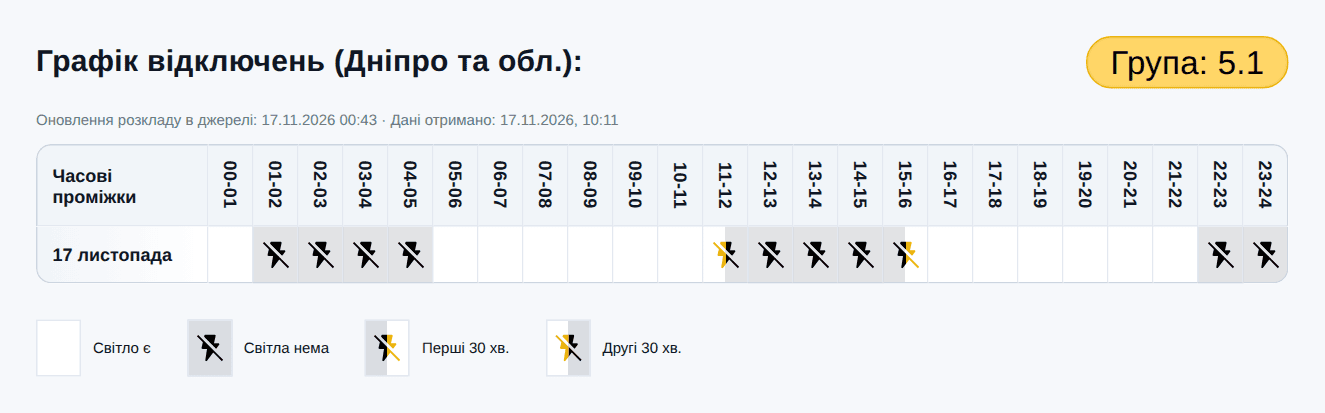 Графік відключень (Дніпро та обл.):
Група: 5.1
Оновлення розкладу в джерелі: 17.11.2026 00:43 · Дані отримано: 17.11.2026, 10:11
Часові
проміжки
00-01
01-02
02-03
03-04
04-05
05-06
06-07
07-08
08-09
09-10
10-11
11-12
12-13
13-14
14-15
15-16
16-17
17-18
18-19
19-20
20-21
21-22
22-23
23-24
17 листопада
Світло є
Світла нема
Перші 30 хв.
Другі 30 хв.